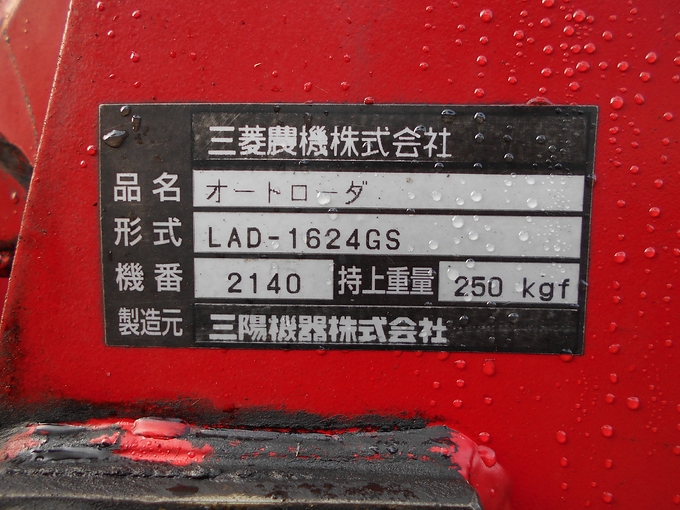 三菱農機株式会社
品名 オートローダ
形式 LAD-1624GS
機番 2140 持上重量 250 kgf
製造元 三陽機器株式会社